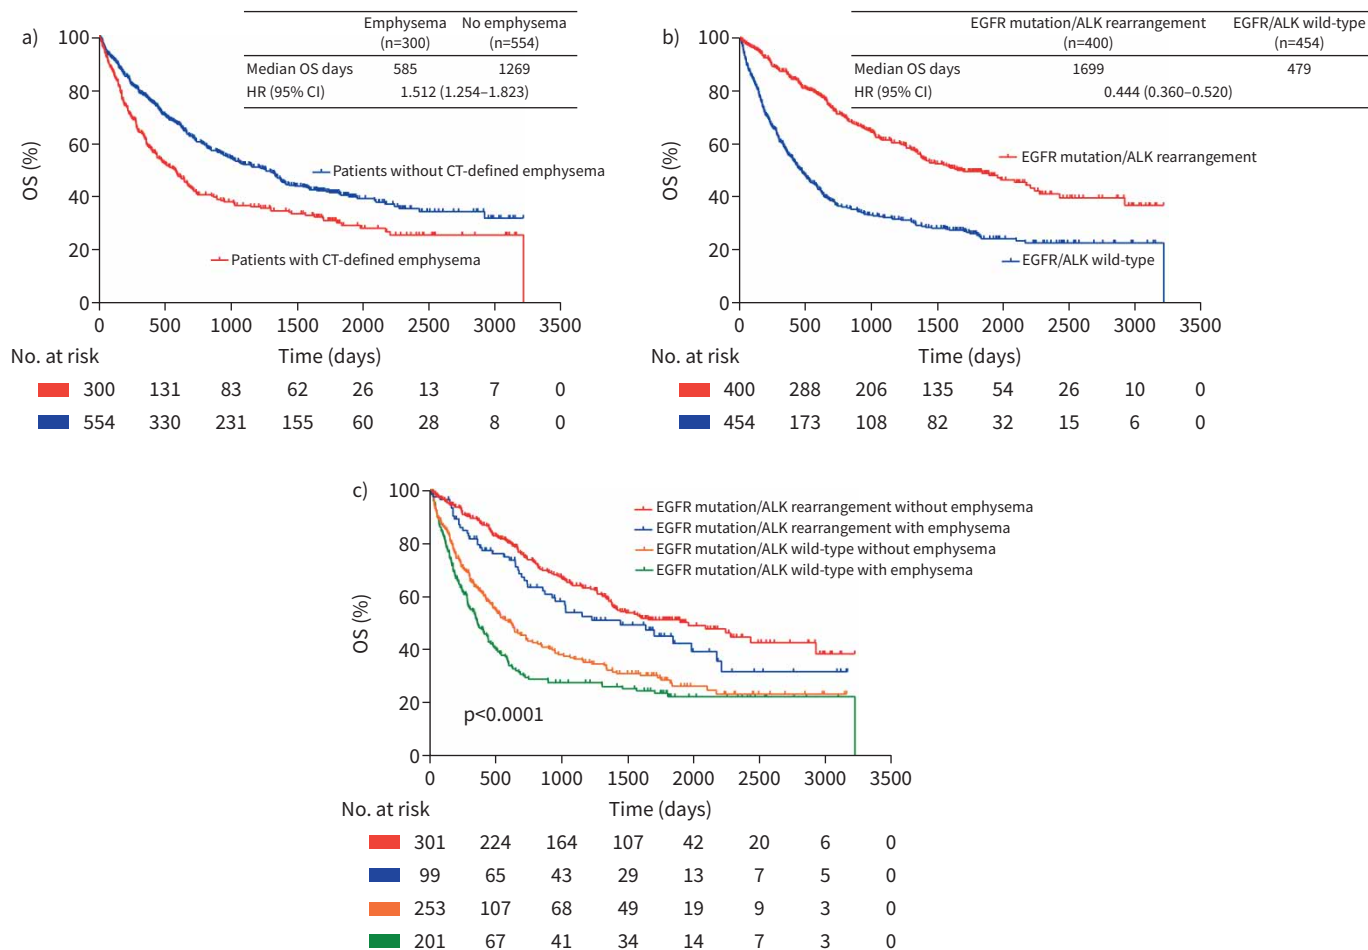 a)
Emphysema No emphysema
(n=300) (n=554)
Median OS days 585 1269
HR (95% CI) 1.512 (1.254–1.823)
100
80
60
40
20
0
OS (%)
Patients without CT-defined emphysema
Patients with CT-defined emphysema
0 500 1000 1500 2000 2500 3000 3500
No. at risk Time (days)
300 131 83 62 26 13 7 0
554 330 231 155 60 28 8 0
b)
EGFR mutation/ALK rearrangement EGFR/ALK wild-type
(n=400) (n=454)
Median OS days 1699 479
HR (95% CI) 0.444 (0.360–0.520)
100
80
60
40
20
0
OS (%)
EGFR mutation/ALK rearrangement
EGFR/ALK wild-type
0 500 1000 1500 2000 2500 3000 3500
No. at risk Time (days)
400 288 206 135 54 26 10 0
454 173 108 82 32 15 6 0
c)
100
80
60
40
20
0
OS (%)
EGFR mutation/ALK rearrangement without emphysema
EGFR mutation/ALK rearrangement with emphysema
EGFR mutation/ALK wild-type without emphysema
EGFR mutation/ALK wild-type with emphysema
p<0.0001
0 500 1000 1500 2000 2500 3000 3500
No. at risk Time (days)
301 224 164 107 42 20 6 0
99 65 43 29 13 7 5 0
253 107 68 49 19 9 3 0
201 67 41 34 14 7 3 0